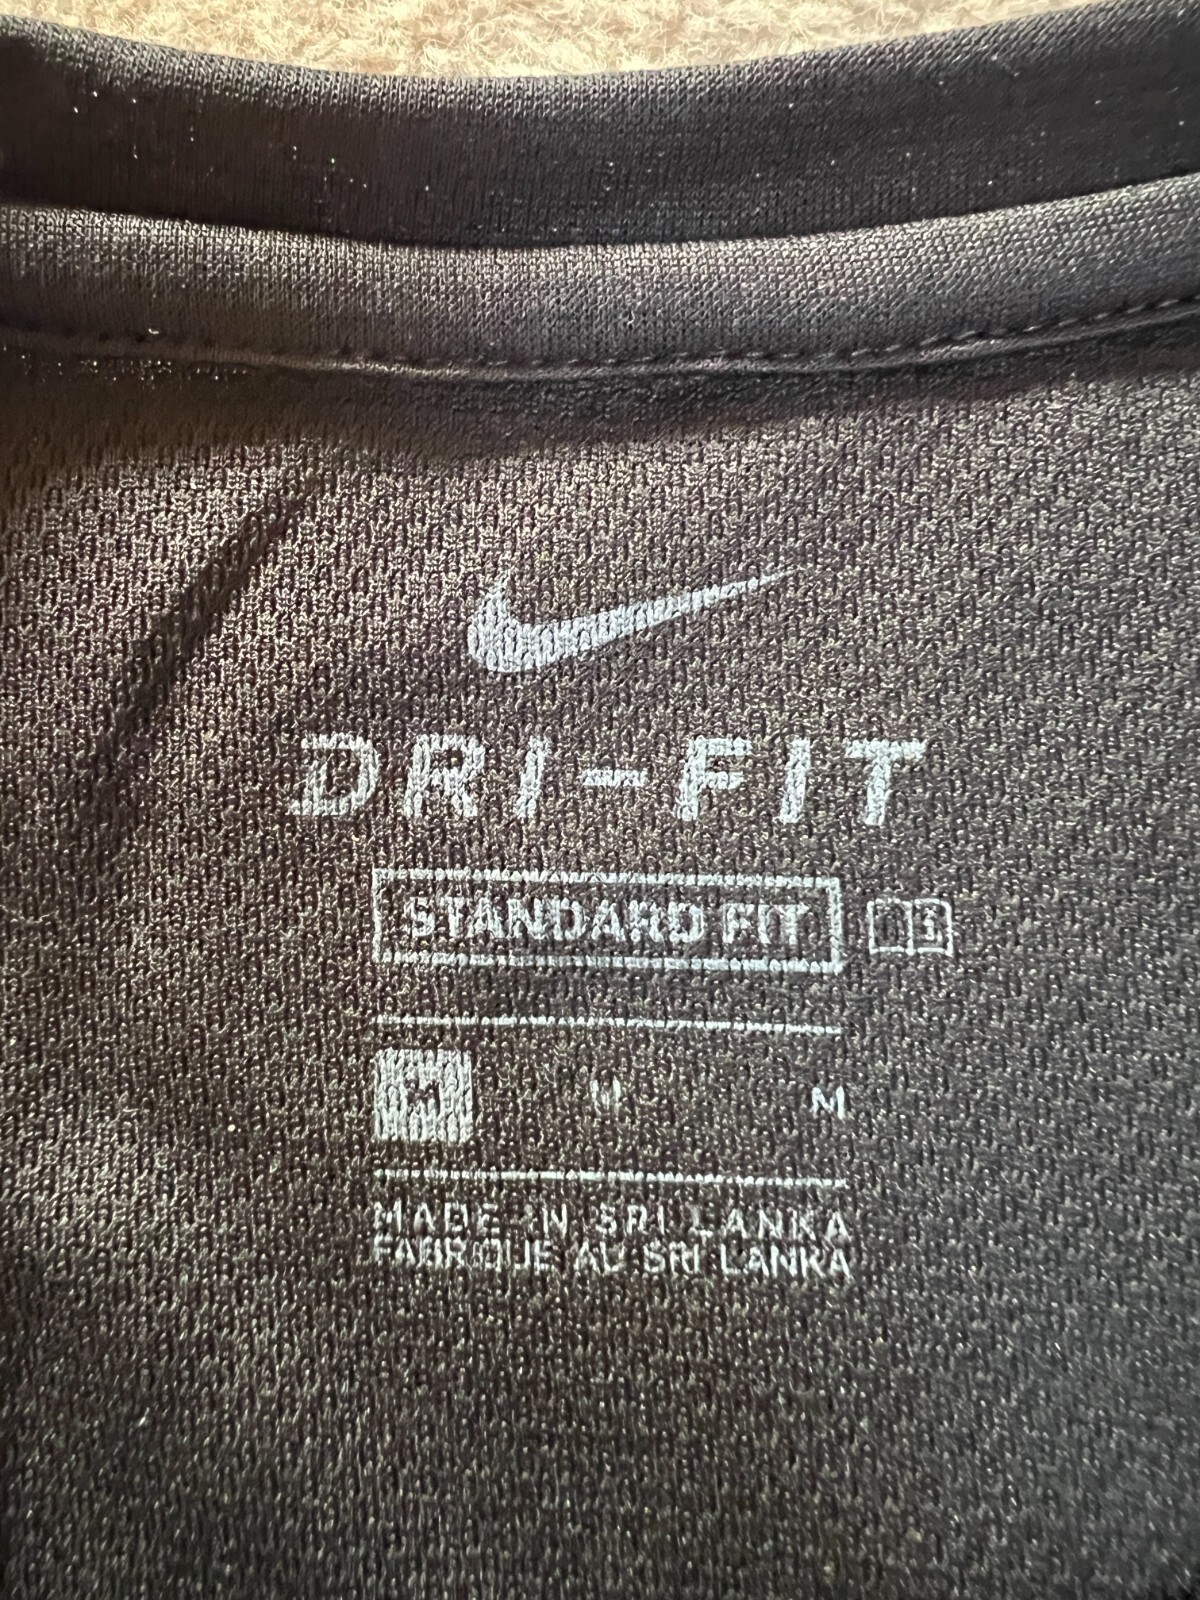 DRI-FIT
STANDARD FIT
M M M
MADE IN SRI LANKA
FABRIQUE AU SRI LANKA